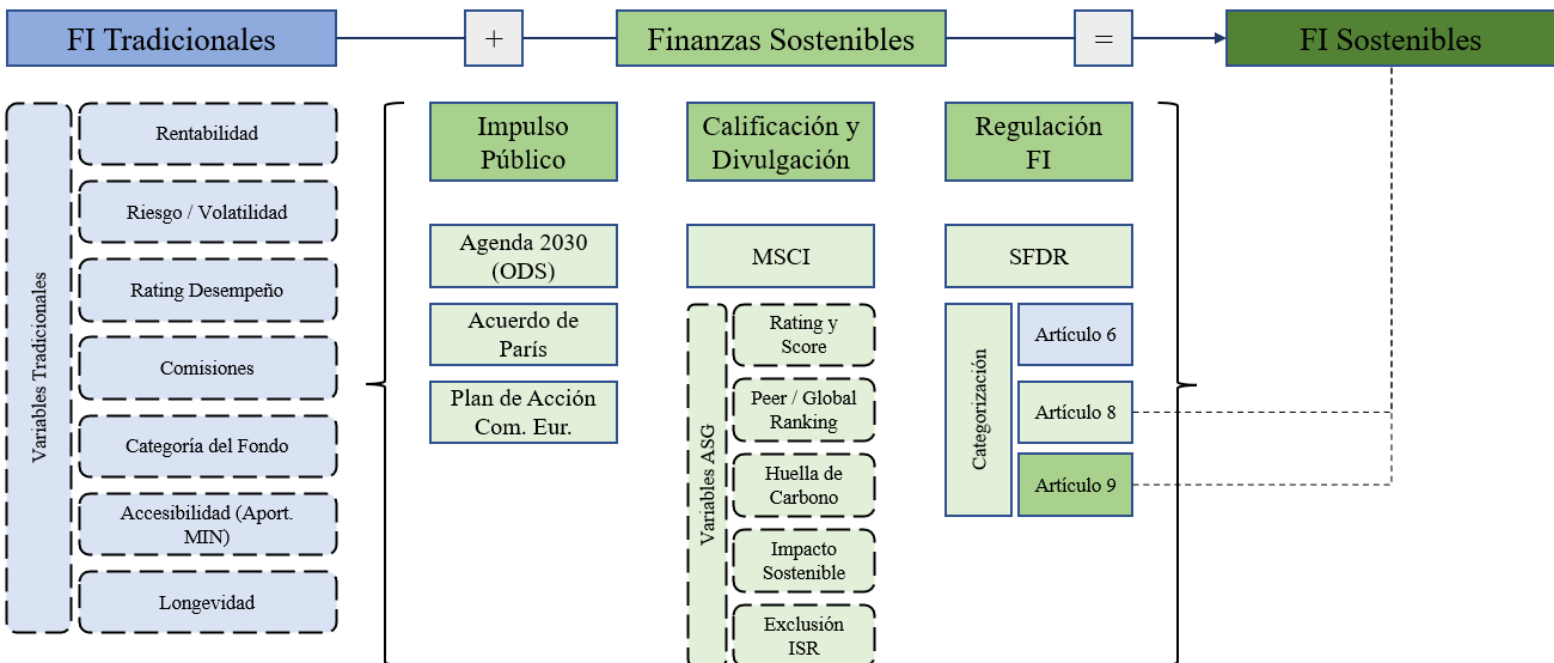 FI Tradicionales
+
Finanzas Sostenibles
=
FI Sostenibles
Variables Tradicionales
Rentabilidad
Riesgo / Volatilidad
Rating Desempeño
Comisiones
Categoría del Fondo
Accesibilidad (Aport.
MIN)
Longevidad
Impulso
Público
Agenda 2030
(ODS)
Acuerdo de
París
Plan de Acción
Com. Eur.
Calificación y
Divulgación
MSCI
Variables ASG
Rating y
Score
Peer / Global
Ranking
Huella de
Carbono
Impacto
Sostenible
Exclusión
ISR
Regulación
FI
SFDR
Categorización
Artículo 6
Artículo 8
Artículo 9